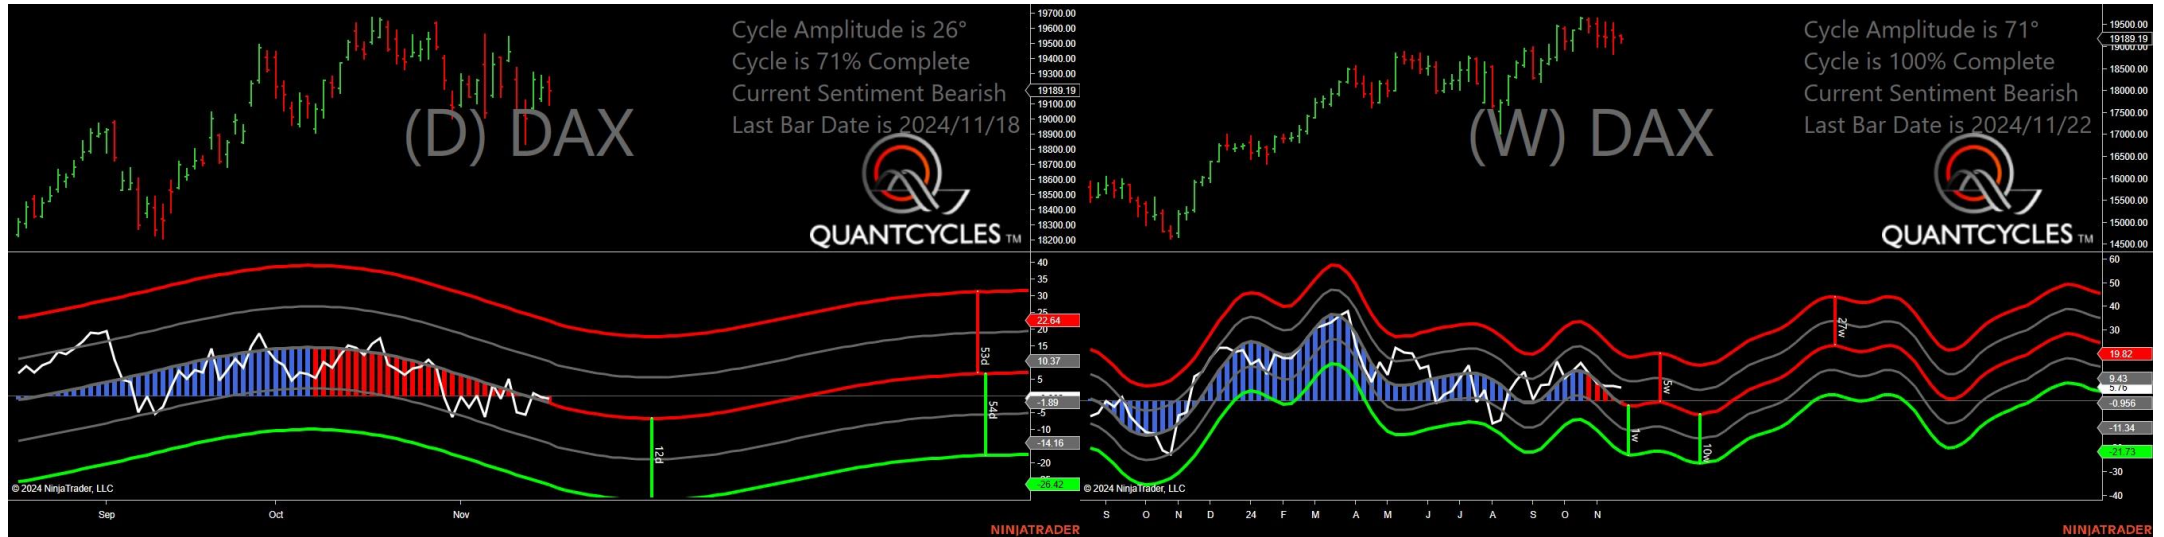 Cycle Amplitude is 26°
Cycle is 71% Complete
Current Sentiment Bearish
Last Bar Date is 2024/11/18
(D) DAX
QUANTCYCLES TM
19700.00
19600.00
19500.00
19400.00
19300.00
19189.19
19100.00
19000.00
18900.00
18800.00
18700.00
18600.00
18500.00
18400.00
18300.00
18200.00
40
35
30
25
22.64
20
15
10.37
5
-1.89
-5
-10
-14.16
-20
-26.42
53d
54d
12d
© 2024 NinjaTrader, LLC
Sep Oct Nov
NINJATRADER
Cycle Amplitude is 71°
Cycle is 100% Complete
Current Sentiment Bearish
Last Bar Date is 2024/11/22
(W) DAX
QUANTCYCLES TM
19500.00
19189.19
19000.00
18500.00
18000.00
17500.00
17000.00
16500.00
16000.00
15500.00
15000.00
14500.00
60
50
40
30
19.82
9.43
5.76
-0.956
-11.34
-21.73
-30
-40
27w
5w
1w
10w
© 2024 NinjaTrader, LLC
S O N D 24 F M A M J J A S O N
NINJATRADER